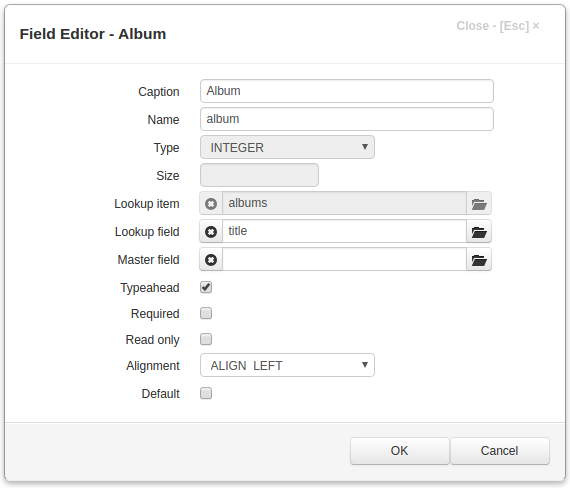 Field Editor - Album
Close - [Esc] ×
Caption Album
Name album
Type INTEGER
Size
Lookup item albums
Lookup field title
Master field
Typeahead
Required
Read only
Alignment ALIGN_LEFT
Default
OK Cancel